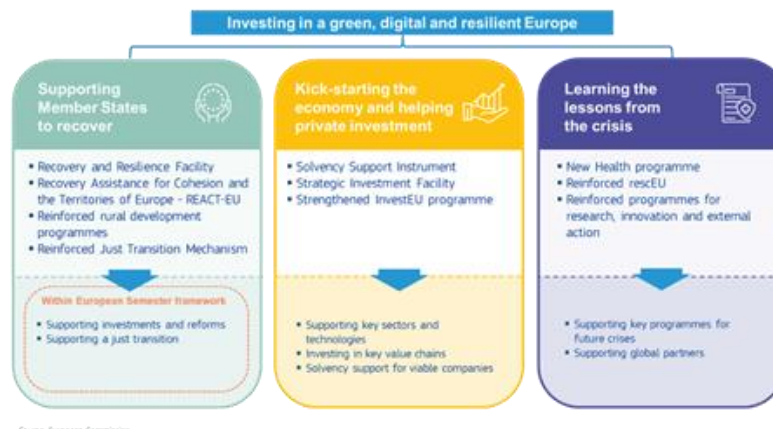 Investing in a green, digital and resilient Europe
Supporting
Member States
to recover
▪ Recovery and Resilience Facility
▪ Recovery Assistance for Cohesion and
the Territories of Europe - REACT-EU
▪ Reinforced rural development
programmes
▪ Reinforced Just Transition Mechanism
Within European Semester framework
▪ Supporting investments and reforms
▪ Supporting a just transition
Kick-starting the
economy and helping
private investment
▪ Solvency Support Instrument
▪ Strategic Investment Facility
▪ Strengthened InvestEU programme
▪ Supporting key sectors and
technologies
▪ Investing in key value chains
▪ Solvency support for viable companies
Learning the
lessons from
the crisis
▪ New Health programme
▪ Reinforced rescEU
▪ Reinforced programmes for
research, innovation and external
action
▪ Supporting key programmes for
future crises
▪ Supporting global partners